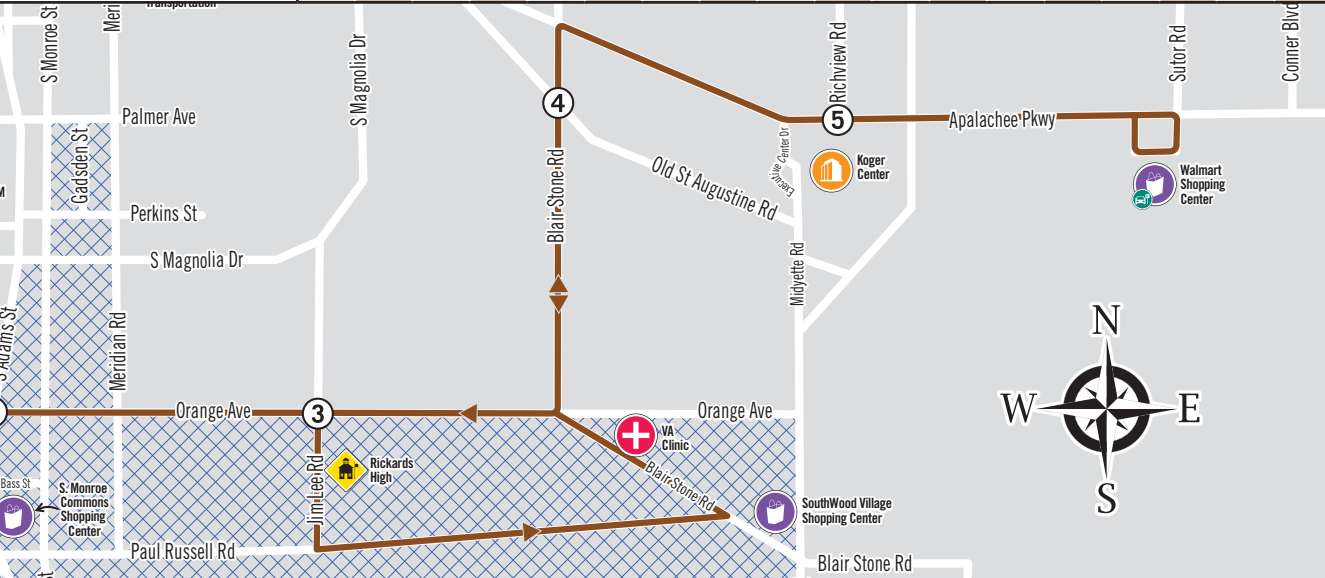 Transportation
S Monroe St
Meri
S Magnolia Dr
Richview Rd
Sutor Rd
Conner Blvd
Palmer Ave
Gadsden St
4
5
Apalachee Pkwy
Executive Center Dr
Koger
Center
Walmart
Shopping
Center
Old St Augustine Rd
Blair Stone Rd
M
Perkins St
S Magnolia Dr
Midyette Rd
S Adams St
Meridian Rd
N
W
E
S
Orange Ave
3
Orange Ave
VA
Clinic
Rickards
High
Jim Lee Rd
Blair Stone Rd
Bass St
S. Monroe
Commons
Shopping
Center
SouthWood Village
Shopping Center
Paul Russell Rd
Blair Stone Rd